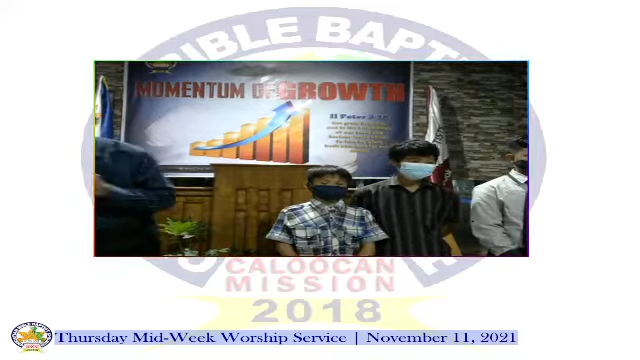 BIBLE BAPTI
MOMENTUM OF GROWTH
II Peter 3:18
CALOOCAN
MISSION
2018
Thursday Mid-Week Worship Service | November 11, 2021